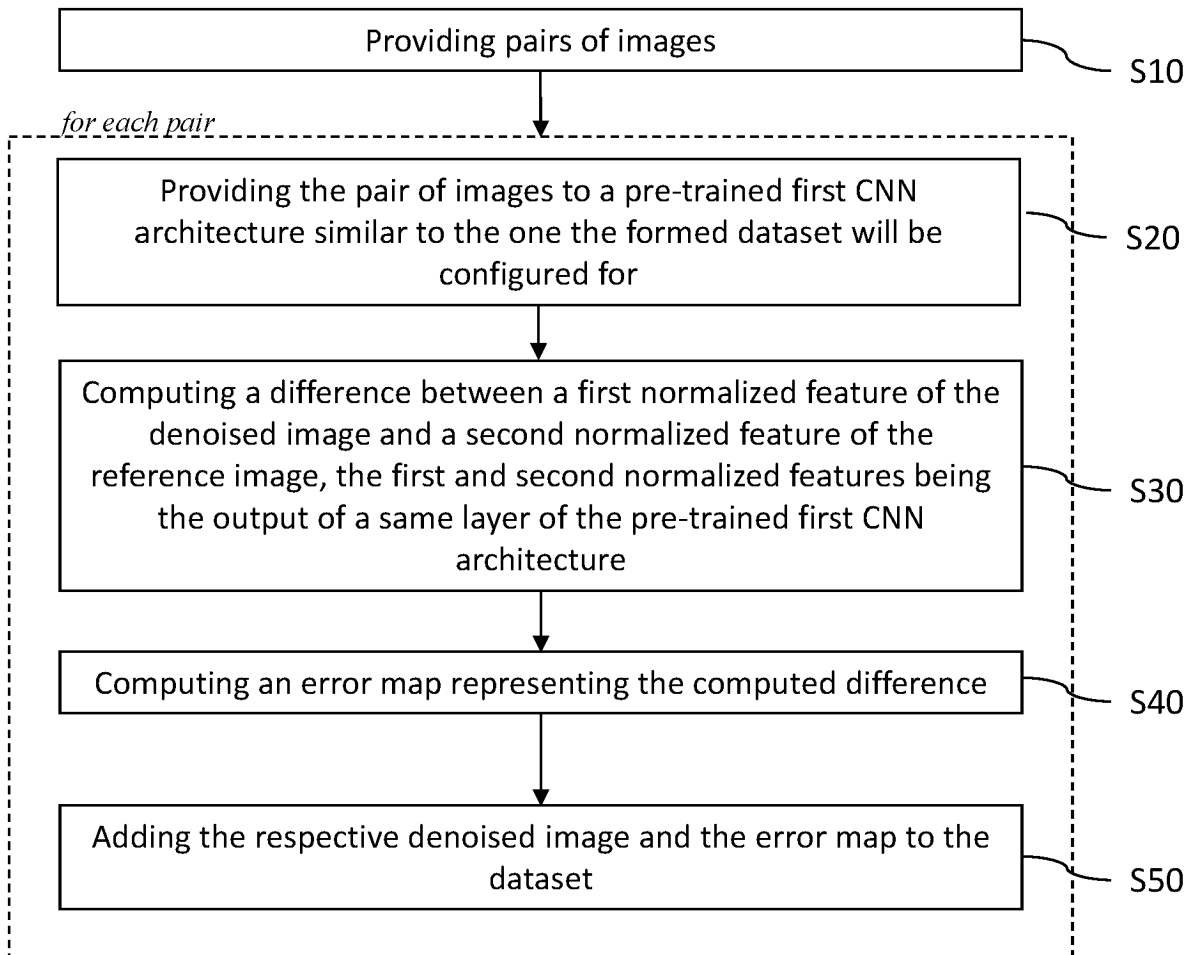 Providing pairs of images
S10
for each pair
Providing the pair of images to a pre-trained first CNN
architecture similar to the one the formed dataset will be
configured for
S20
Computing a difference between a first normalized feature of the
denoised image and a second normalized feature of the
reference image, the first and second normalized features being
the output of a same layer of the pre-trained first CNN
architecture
S30
Computing an error map representing the computed difference
S40
Adding the respective denoised image and the error map to the
dataset
S50